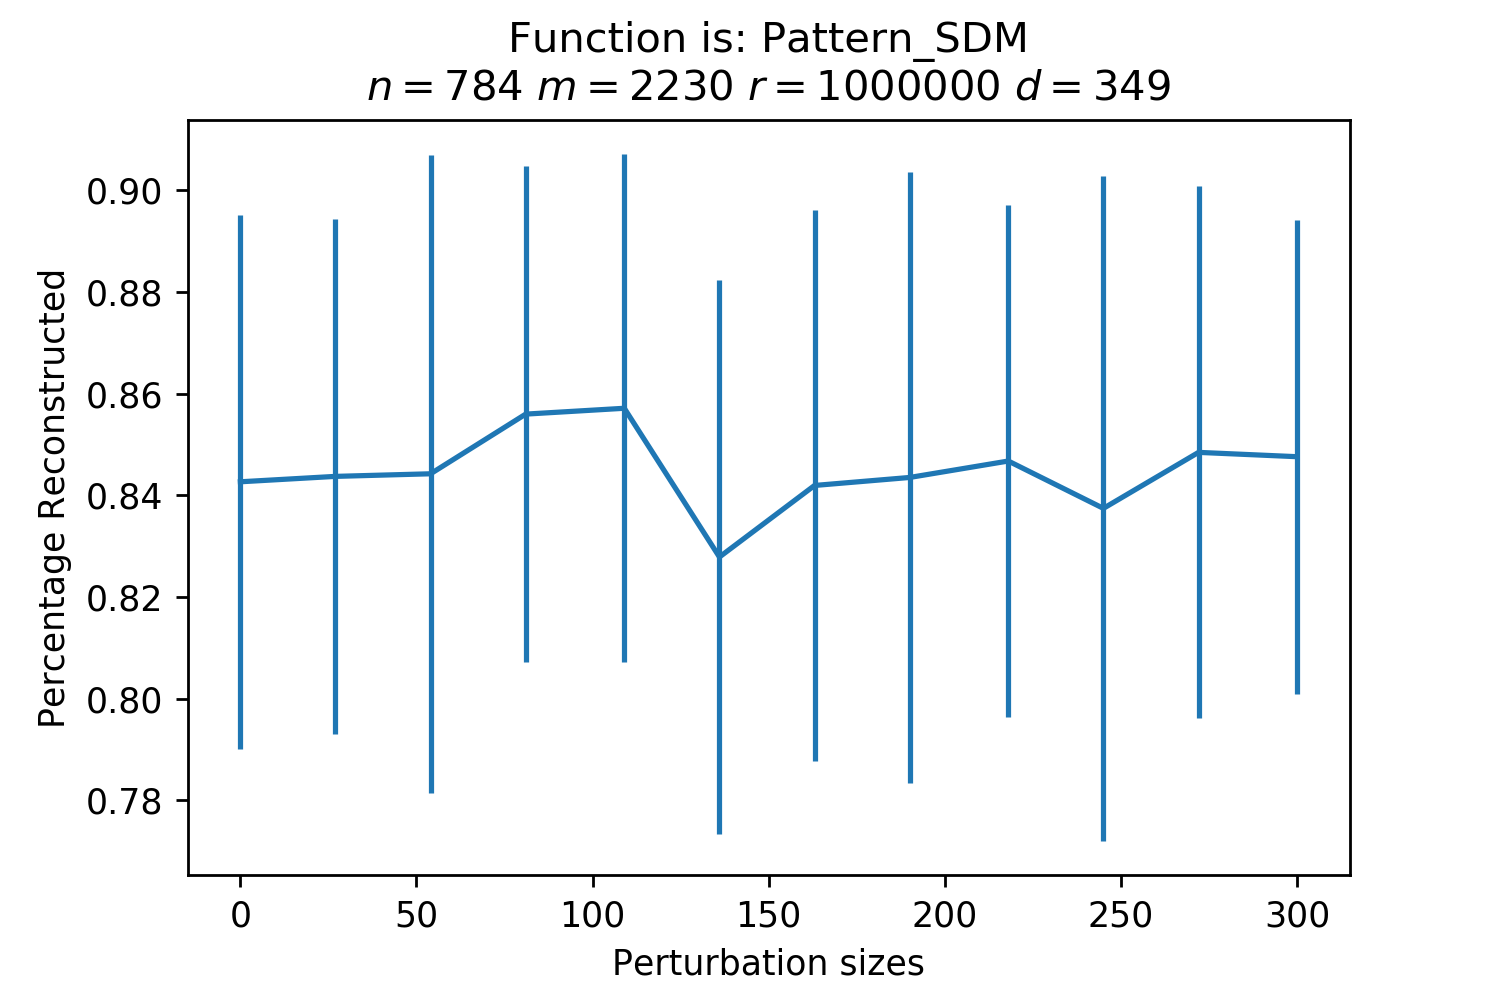 Function is: Pattern_SDM
n = 784 m = 2230 r = 1000000 d = 349
Percentage Reconstructed
0.90
0.88
0.86
0.84
0.82
0.80
0.78
0 50 100 150 200 250 300
Perturbation sizes